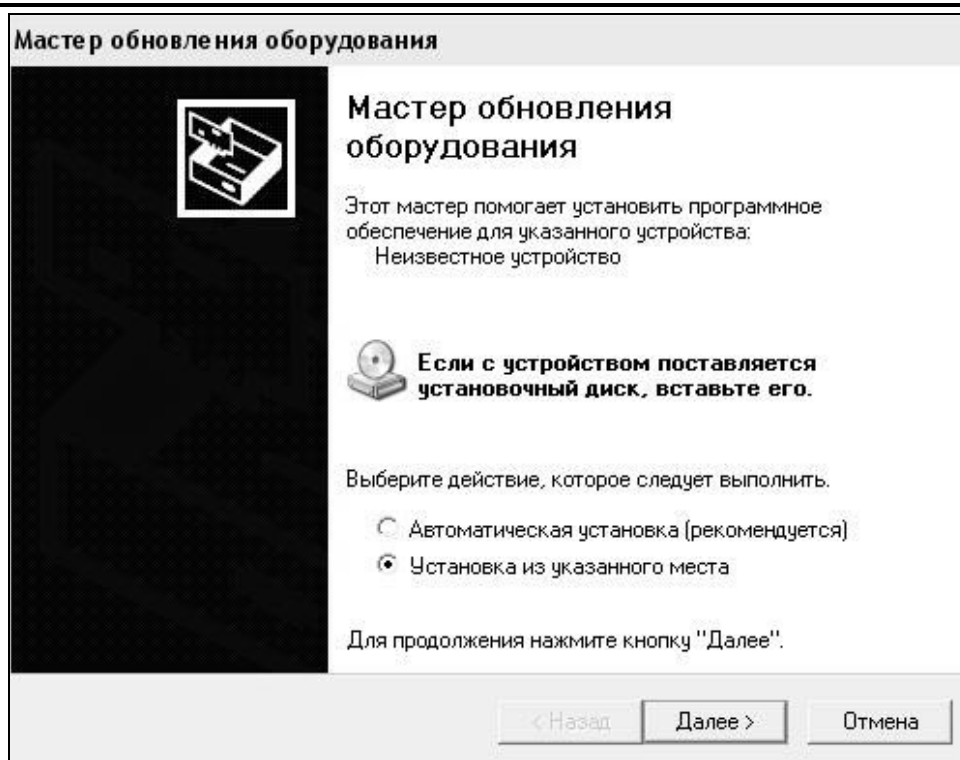 Мастер обновления оборудования
Мастер обновления
оборудования
Этот мастер помогает установить программное
обеспечение для указанного устройства:
Неизвестное устройство
Если с устройством поставляется
установочный диск, вставьте его.
Выберите действие, которое следует выполнить.
Автоматическая установка (рекомендуется)
Установка из указанного места
Для продолжения нажмите кнопку "Далее".
< Назад Далее > Отмена